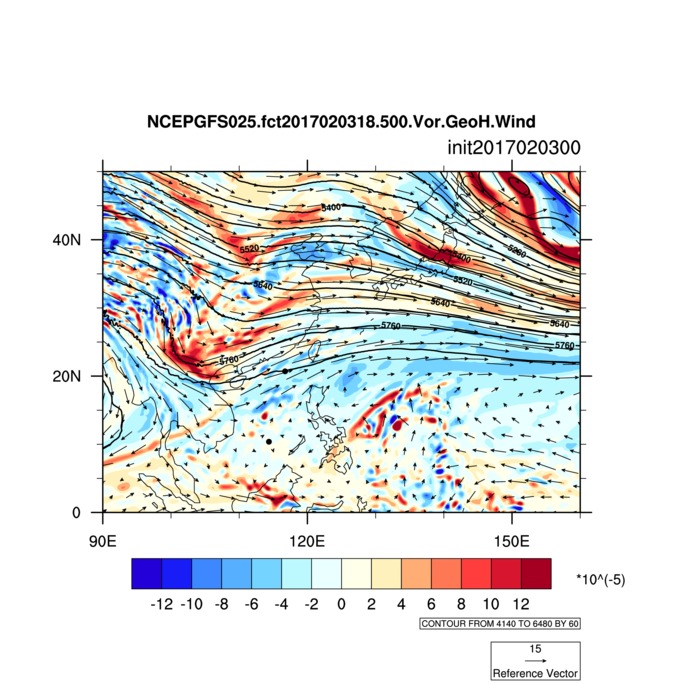 NCEPGFS025.fct2017020318.500.Vor.GeoH.Wind
init2017020300
5400
40N
5520
5260
5400
5640
5520
5640
5760
5640
5760
5760
20N
0
90E 120E 150E
*10^(-5)
-12 -10 -8 -6 -4 -2 0 2 4 6 8 10 12
CONTOUR FROM 4140 TO 6480 BY 60
15
Reference Vector